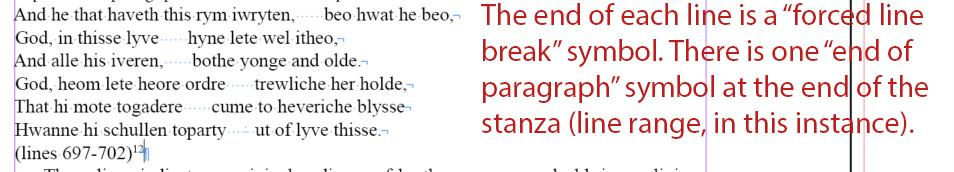 And he that haveth this rym iwryten, beo hwat he beo,
God, in thisse lyve hyne lete wel itheo,
And alle his iveren, bothe yonge and olde.
God, heom lete heore ordre trewliche her holde,
That hi mote togadere cume to heveriche blysse
Hwanne hi schullen toparty ut of lyve thisse.
(lines 697-702)12¶
The end of each line is a “forced line
break” symbol. There is one “end of
paragraph” symbol at the end of the
stanza (line range, in this instance).